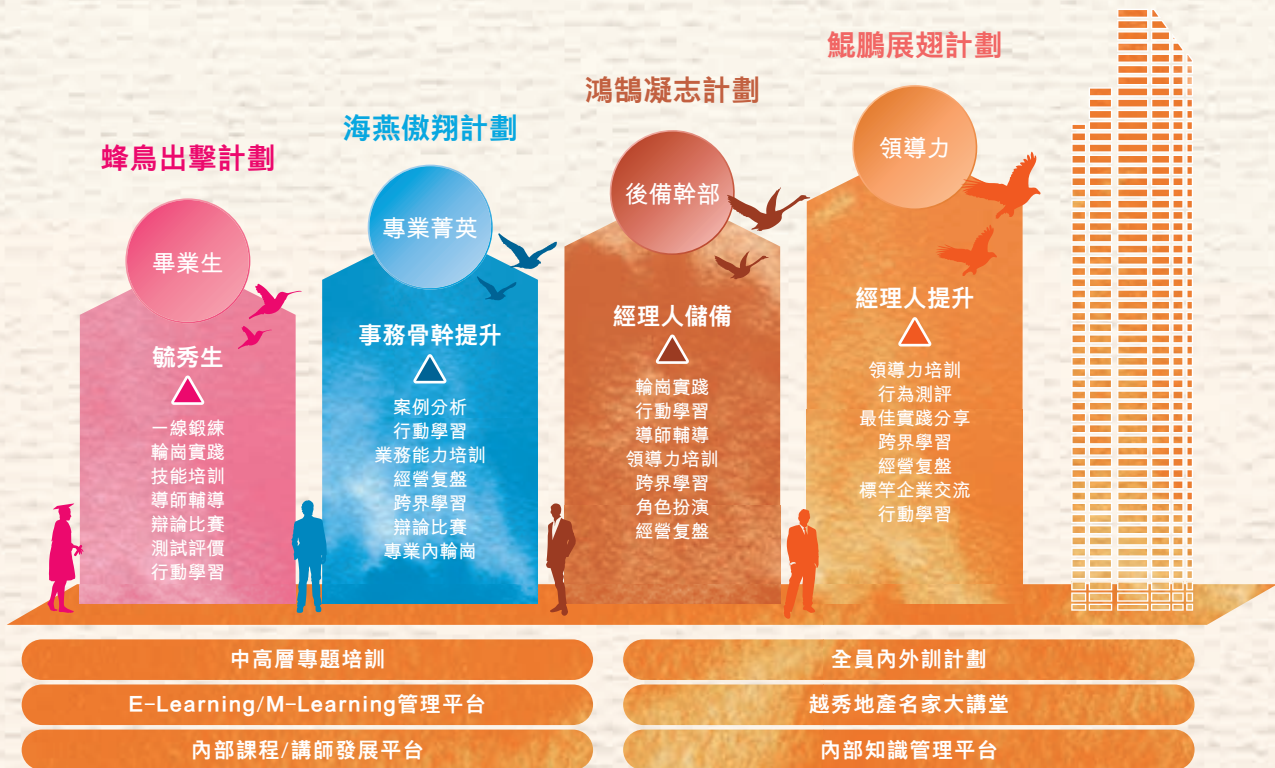 蜂鳥出擊計劃
畢業生
毓秀生
一線鍛練
輪崗實踐
技能培訓
導師輔導
辯論比賽
測試評價
行動學習
海燕傲翔計劃
專業菁英
事務骨幹提升
案例分析
行動學習
業務能力培訓
經營复盤
跨界學習
辯論比賽
專業內輪崗
鴻鵠凝志計劃
後備幹部
經理人儲備
輪崗實踐
行動學習
導師輔導
領導力培訓
跨界學習
角色扮演
經營复盤
鯤鵬展翅計劃
領導力
經理人提升
領導力培訓
行為測評
最佳實踐分享
跨界學習
經營复盤
標竿企業交流
行動學習
中高層專題培訓
全員內外訓計劃
E-Learning/M-Learning管理平台
越秀地產名家大講堂
內部課程/講師發展平台
內部知識管理平台